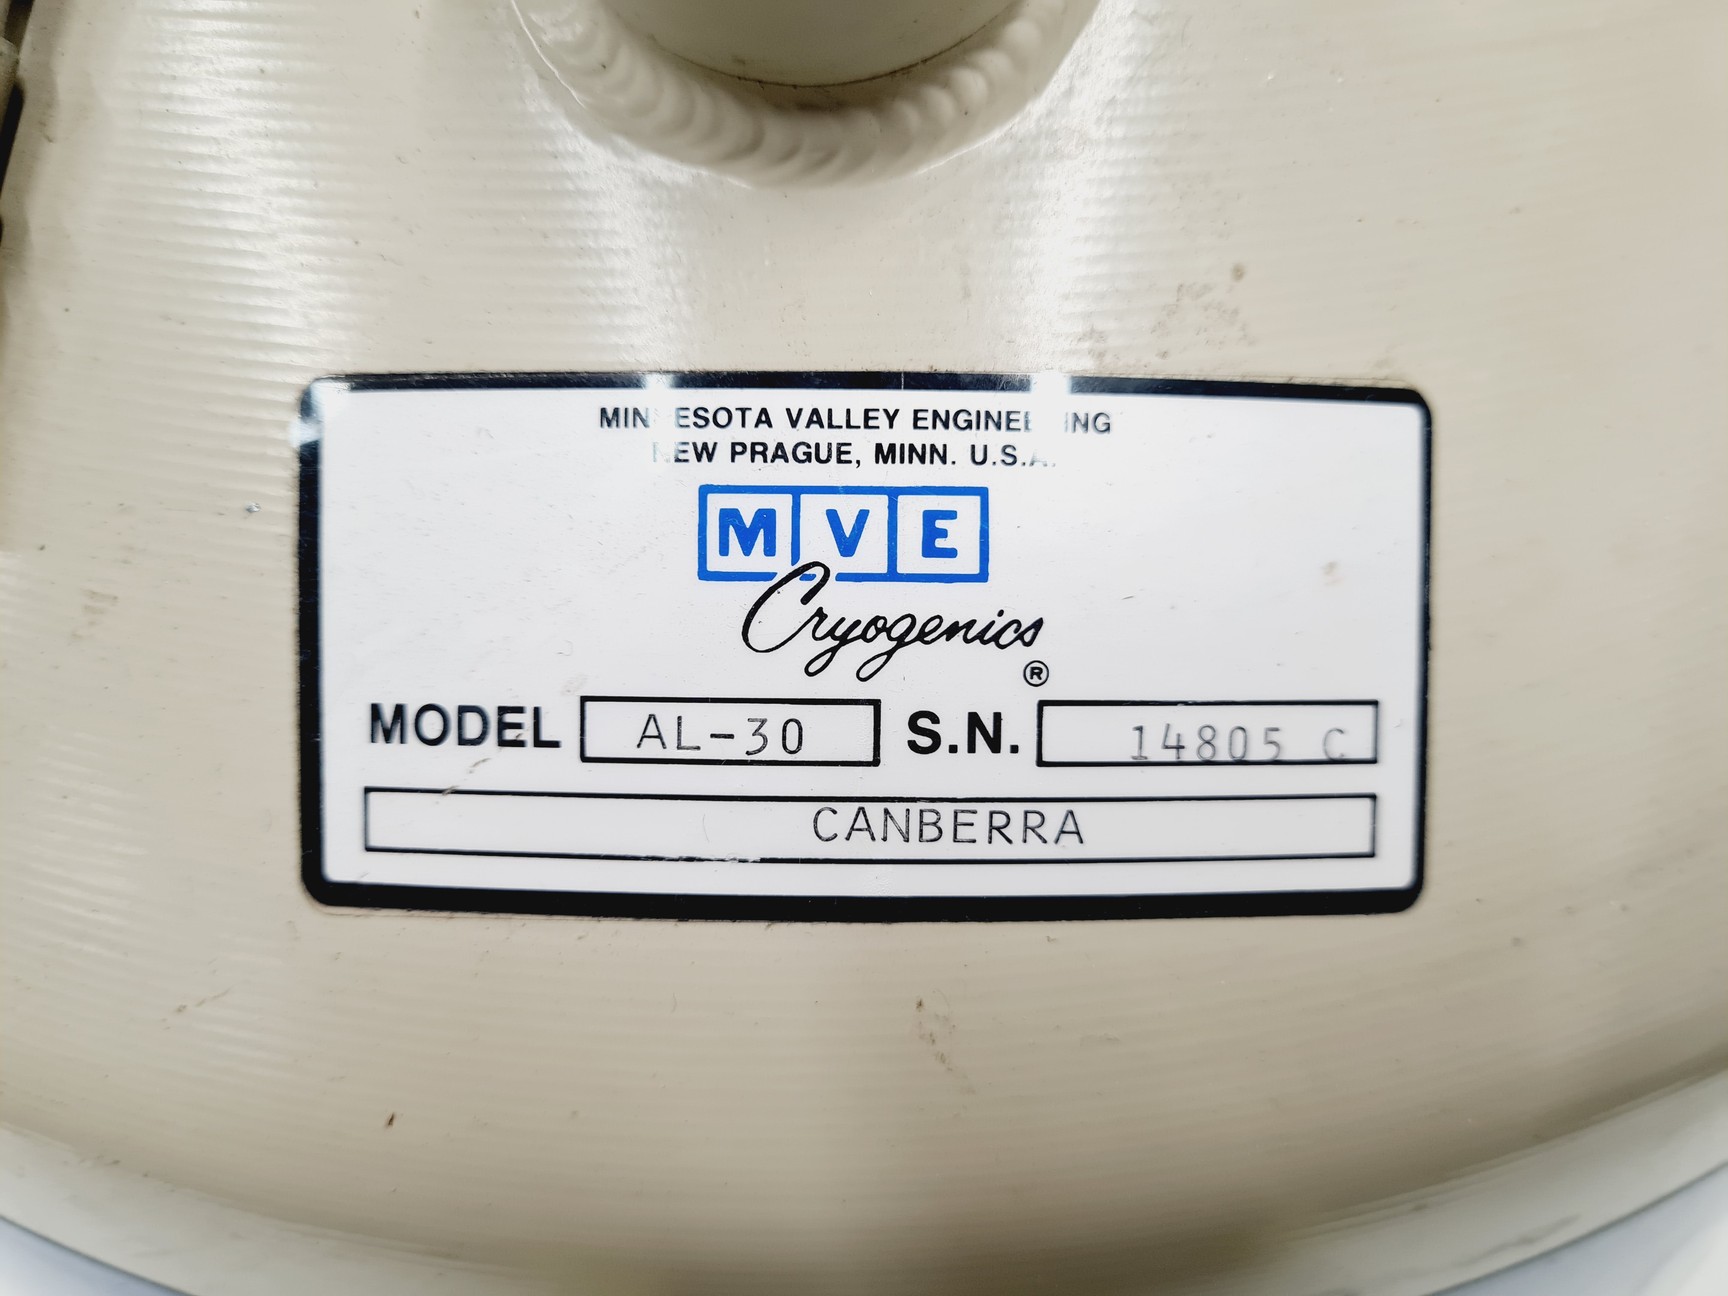 MINNESOTA VALLEY ENGINEERING
NEW PRAGUE, MINN. U.S.A.
MVE
Cryogenics
®
MODEL AL-30 S.N. 14805 C
CANBERRA